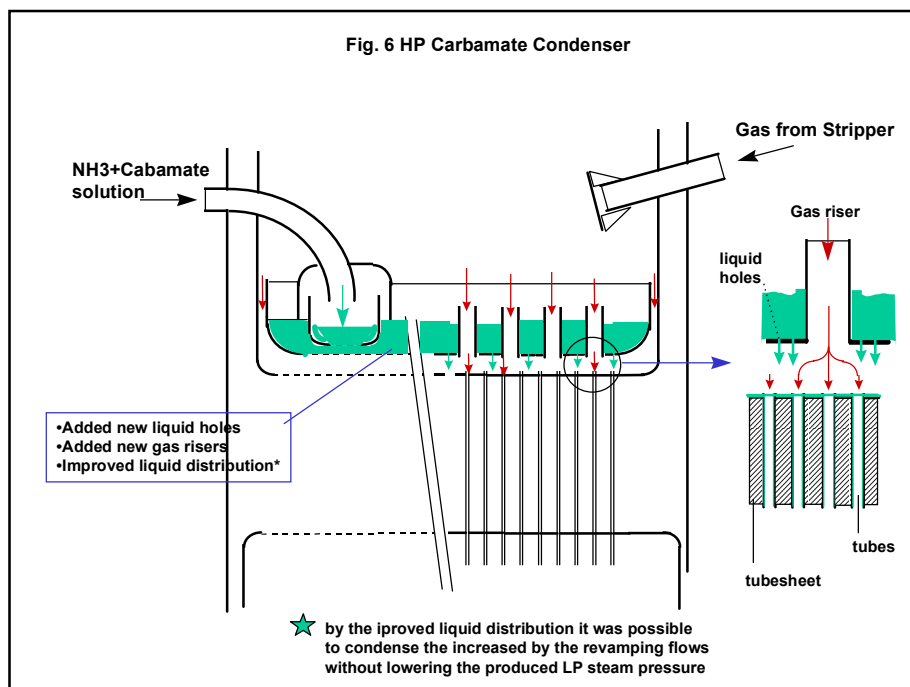 Fig. 6 HP Carbamate Condenser
Gas from Stripper
NH3+Cabamate
solution
Gas riser
liquid
holes
•Added new liquid holes
•Added new gas risers
•Improved liquid distribution*
tubes
tubesheet
by the iproved liquid distribution it was possible
to condense the increased by the revamping flows
without lowering the produced LP steam pressure